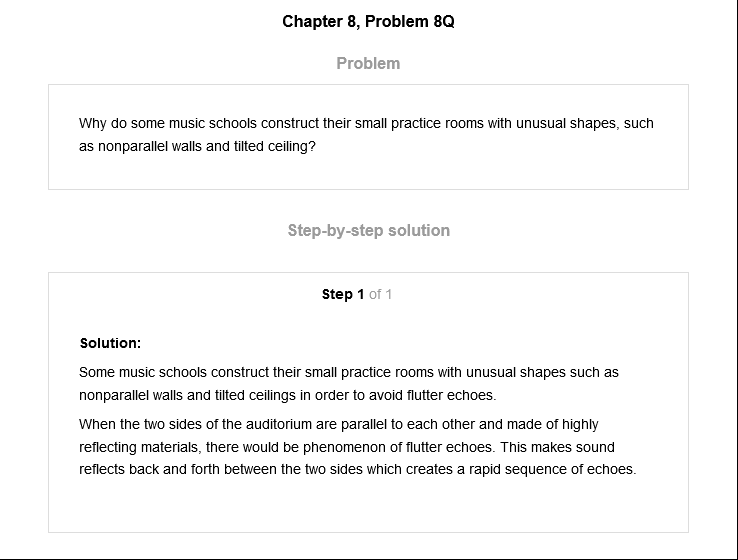 Chapter 8, Problem 8Q
Problem
Why do some music schools construct their small practice rooms with unusual shapes, such
as nonparallel walls and tilted ceiling?
Step-by-step solution
Step 1 of 1
Solution:
Some music schools construct their small practice rooms with unusual shapes such as
nonparallel walls and tilted ceilings in order to avoid flutter echoes.
When the two sides of the auditorium are parallel to each other and made of highly
reflecting materials, there would be phenomenon of flutter echoes. This makes sound
reflects back and forth between the two sides which creates a rapid sequence of echoes.